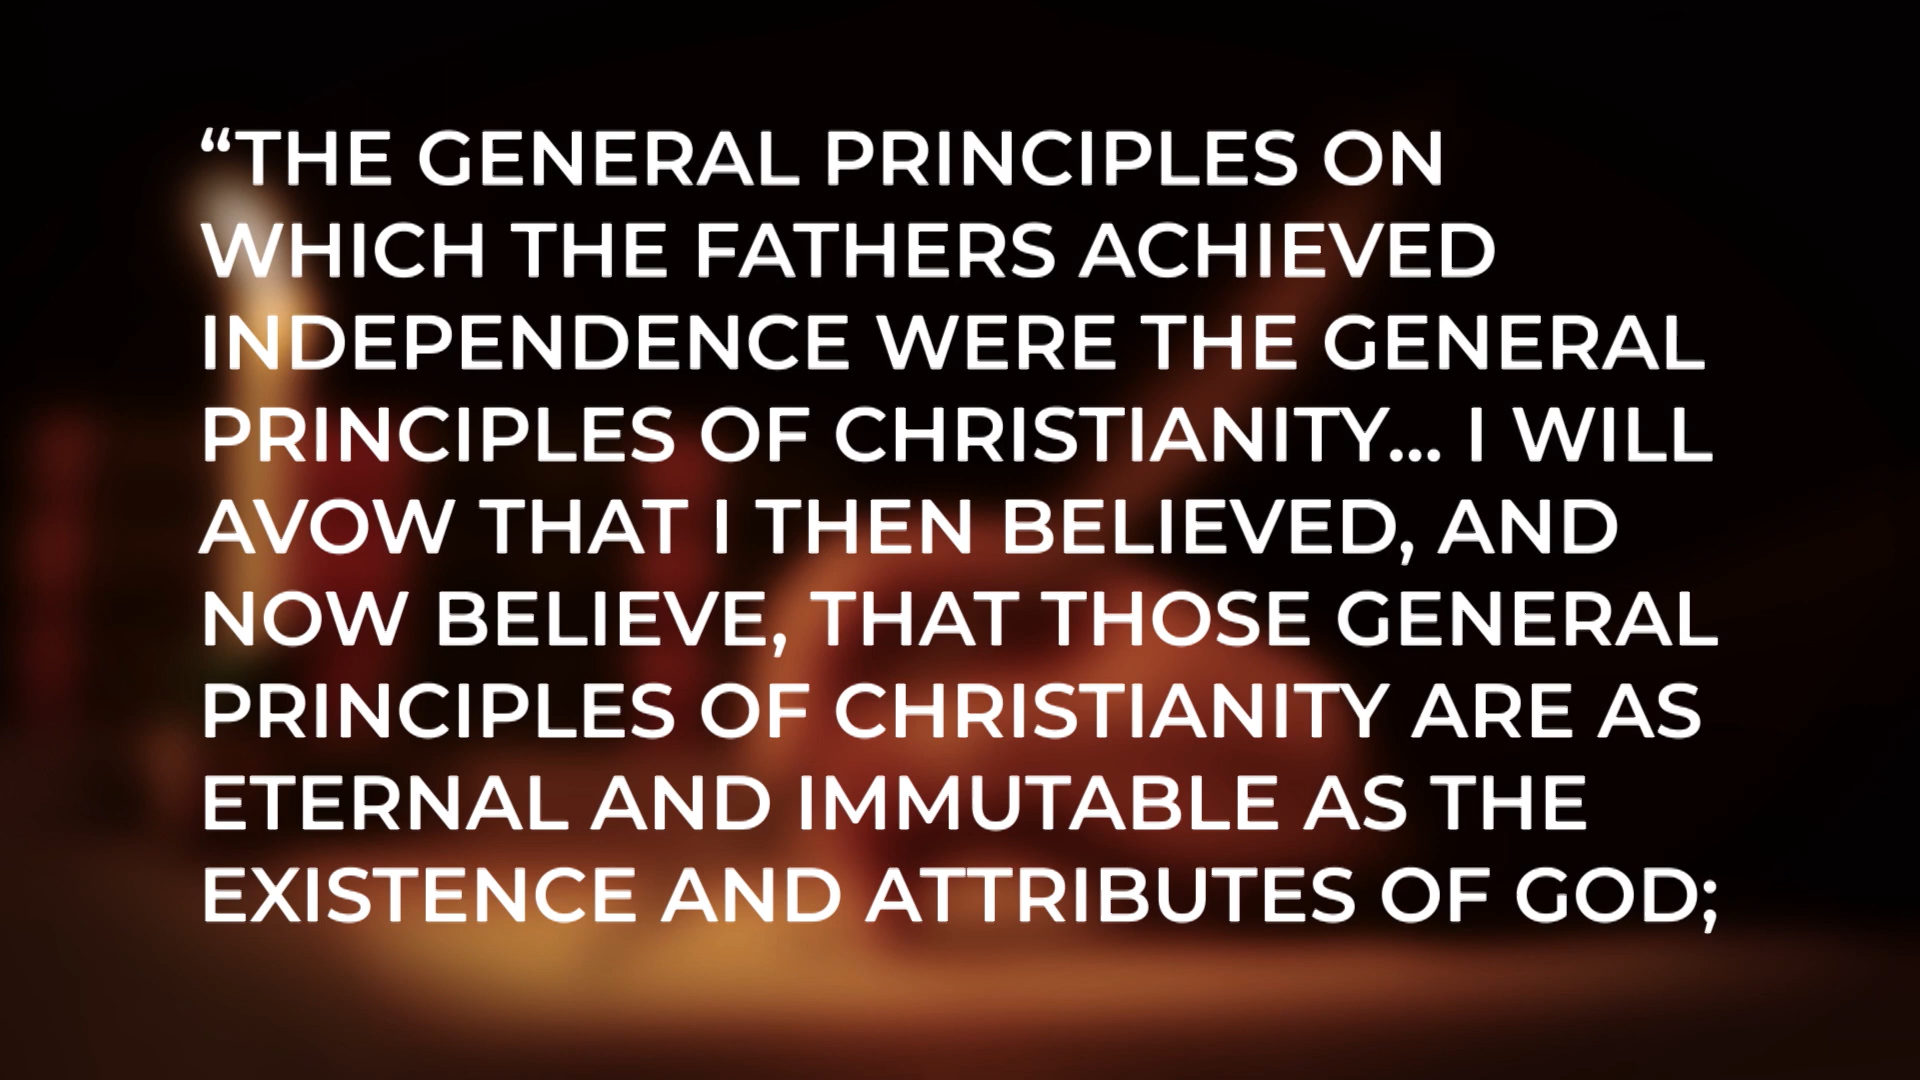 “THE GENERAL PRINCIPLES ON
WHICH THE FATHERS ACHIEVED
INDEPENDENCE WERE THE GENERAL
PRINCIPLES OF CHRISTIANITY... I WILL
AVOW THAT I THEN BELIEVED, AND
NOW BELIEVE, THAT THOSE GENERAL
PRINCIPLES OF CHRISTIANITY ARE AS
ETERNAL AND IMMUTABLE AS THE
EXISTENCE AND ATTRIBUTES OF GOD;